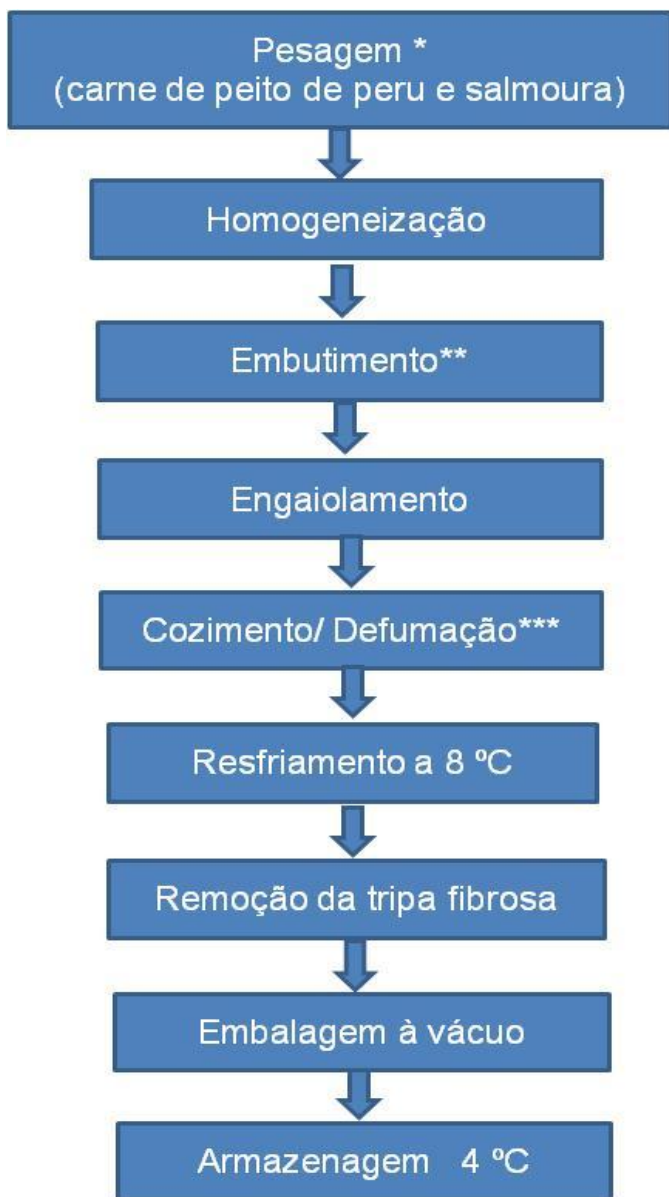 Pesagem *
(carne de peito de peru e salmoura)
Homogeneização
Embutimento**
Engaiolamento
Cozimento/ Defumação***
Resfriamento a 8 ºC
Remoção da tripa fibrosa
Embalagem à vácuo
Armazenagem 4 ºC